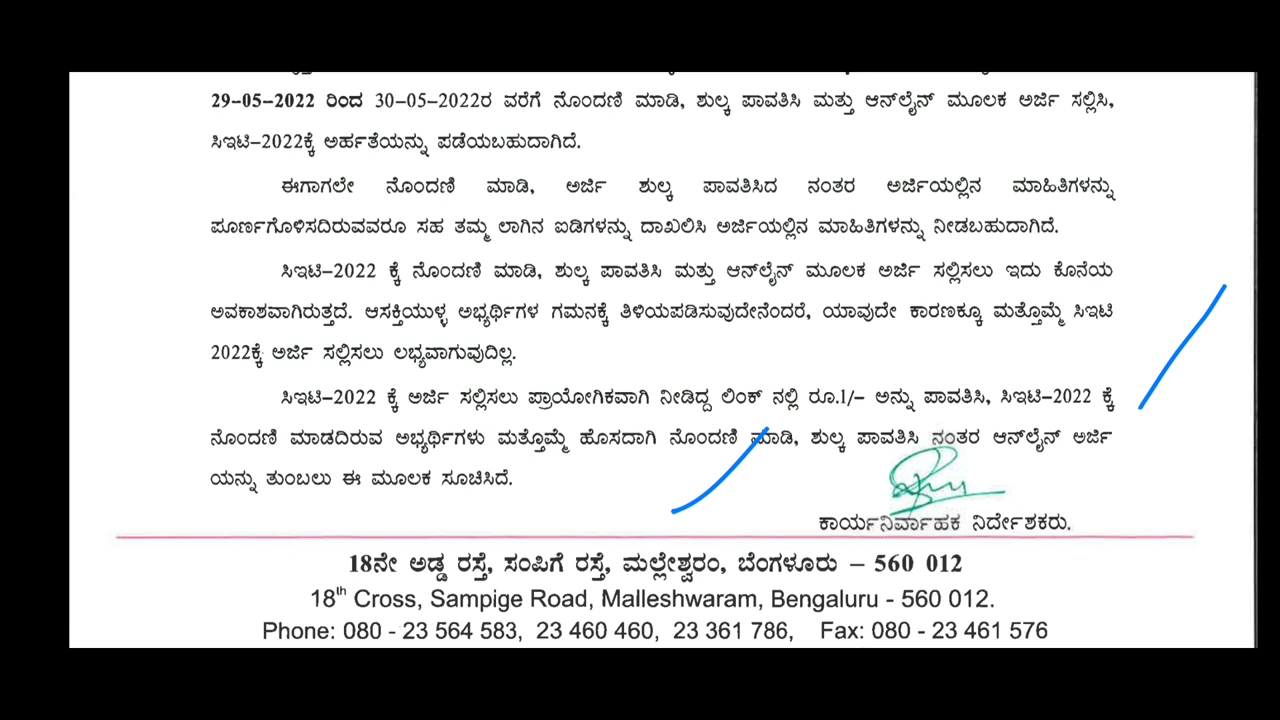 29-05-2022 ರಿಂದ 30-05-2022ರ ವರೆಗೆ ನೊಂದಣಿ ಮಾಡಿ, ಶುಲ್ಕ ಪಾವತಿಸಿ ಮತ್ತು ಆನ್‌ಲೈನ್ ಮೂಲಕ ಅರ್ಜಿ ಸಲ್ಲಿಸಿ,
ಸಿಇಟಿ-2022ಕ್ಕೆ ಅರ್ಹತೆಯನ್ನು ಪಡೆಯಬಹುದಾಗಿದೆ.
ಈಗಾಗಲೇ ನೊಂದಣಿ ಮಾಡಿ, ಅರ್ಜಿ ಶುಲ್ಕ ಪಾವತಿಸಿದ ನಂತರ ಅರ್ಜಿಯಲ್ಲಿನ ಮಾಹಿತಿಗಳನ್ನು
ಪೂರ್ಣಗೊಳಿಸದಿರುವವರೂ ಸಹ ತಮ್ಮ ಲಾಗಿನ ಐಡಿಗಳನ್ನು ದಾಖಲಿಸಿ ಅರ್ಜಿಯಲ್ಲಿನ ಮಾಹಿತಿಗಳನ್ನು ನೀಡಬಹುದಾಗಿದೆ.
ಸಿಇಟಿ-2022 ಕ್ಕೆ ನೊಂದಣಿ ಮಾಡಿ, ಶುಲ್ಕ ಪಾವತಿಸಿ ಮತ್ತು ಆನ್‌ಲೈನ್ ಮೂಲಕ ಅರ್ಜಿ ಸಲ್ಲಿಸಲು ಇದು ಕೊನೆಯ
ಅವಕಾಶವಾಗಿರುತ್ತದೆ. ಆಸಕ್ತಿಯುಳ್ಳ ಅಭ್ಯರ್ಥಿಗಳ ಗಮನಕ್ಕೆ ತಿಳಿಯಪಡಿಸುವುದೇನೆಂದರೆ, ಯಾವುದೇ ಕಾರಣಕ್ಕೂ ಮತ್ತೊಮ್ಮೆ ಸಿಇಟಿ
2022ಕ್ಕೆ ಅರ್ಜಿ ಸಲ್ಲಿಸಲು ಲಭ್ಯವಾಗುವುದಿಲ್ಲ.
ಸಿಇಟಿ-2022 ಕ್ಕೆ ಅರ್ಜಿ ಸಲ್ಲಿಸಲು ಪ್ರಾಯೋಗಿಕವಾಗಿ ನೀಡಿದ್ದ ಲಿಂಕ್ ನಲ್ಲಿ ರೂ.1/- ಅನ್ನು ಪಾವತಿಸಿ, ಸಿಇಟಿ-2022 ಕ್ಕೆ
ನೊಂದಣಿ ಮಾಡದಿರುವ ಅಭ್ಯರ್ಥಿಗಳು ಮತ್ತೊಮ್ಮೆ ಹೊಸದಾಗಿ ನೊಂದಣಿ ಮಾಡಿ, ಶುಲ್ಕ ಪಾವತಿಸಿ ನಂತರ ಆನ್‌ಲೈನ್ ಅರ್ಜಿ
ಯನ್ನು ತುಂಬಲು ಈ ಮೂಲಕ ಸೂಚಿಸಿದೆ.
ಕಾರ್ಯನಿರ್ವಾಹಕ ನಿರ್ದೇಶಕರು.
18ನೇ ಅಡ್ಡ ರಸ್ತೆ, ಸಂಪಿಗೆ ರಸ್ತೆ, ಮಲ್ಲೇಶ್ವರಂ, ಬೆಂಗಳೂರು – 560 012
18th Cross, Sampige Road, Malleshwaram, Bengaluru - 560 012.
Phone: 080 - 23 564 583, 23 460 460, 23 361 786, Fax: 080 - 23 461 576